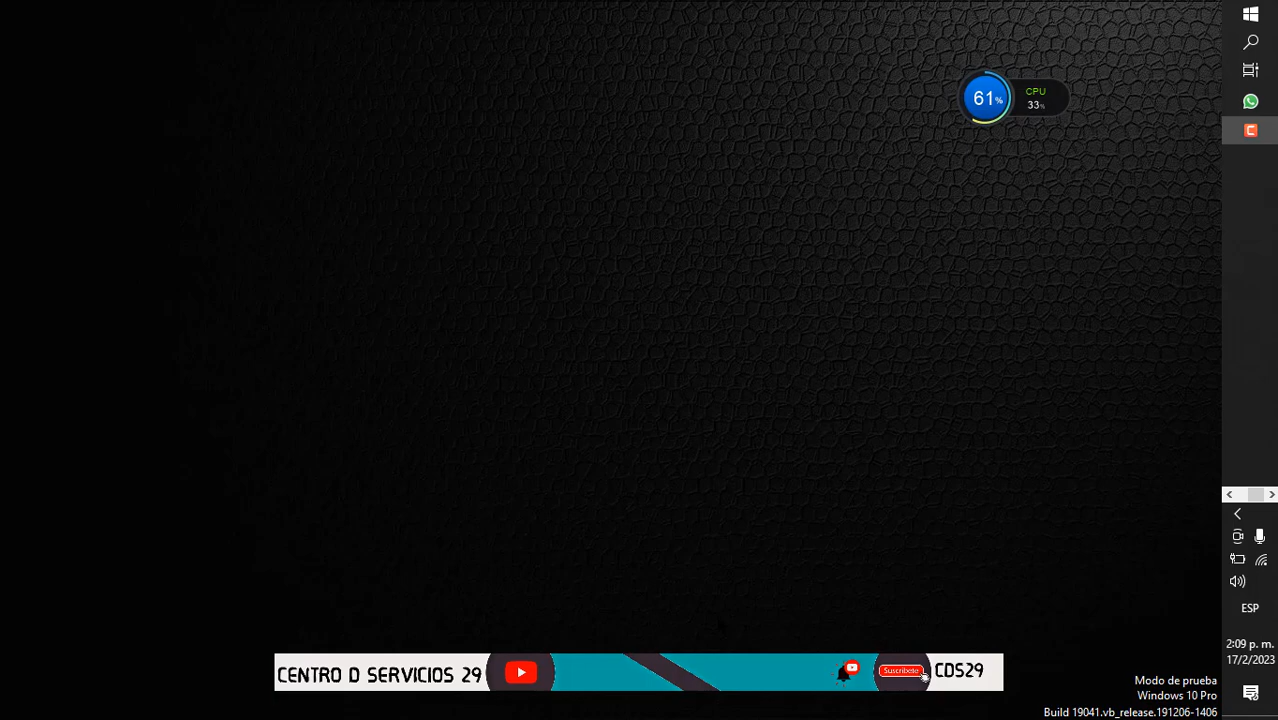 61%
CPU
33%
ESP
2:09 p. m.
17/2/2023
CENTRO D SERVICIOS 29
Suscribete
CDS29
Modo de prueba
Windows 10 Pro
Build 19041.vb_release.191206-1406